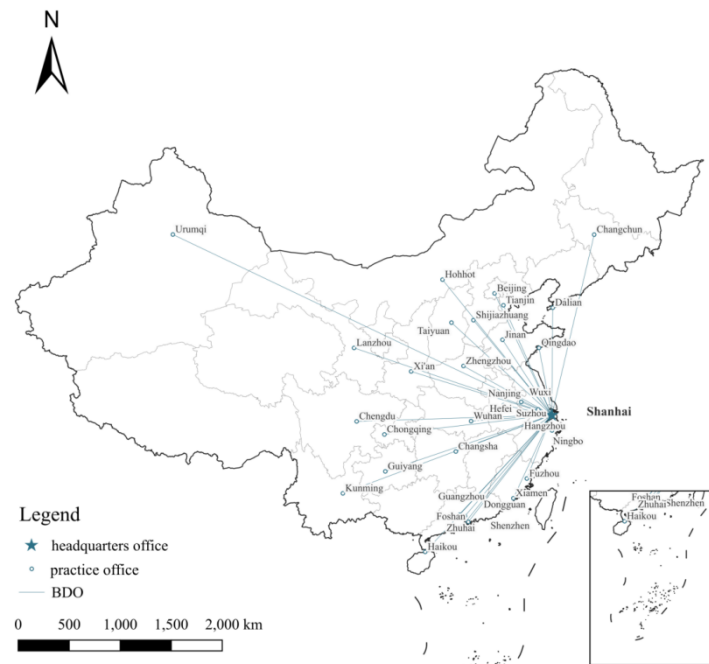 N
Urumqi
Changchun
Hohhot
Beijing
Tianjin
Dalian
Shijiazhuang
Taiyuan
Jinan
Qingdao
Lanzhou
Zhengzhou
Xi'an
Nanjing
Wuxi
Hefei
Suzhou
Shanhai
Chengdu
Wuhan
Hangzhou
Chongqing
Ningbo
Changsha
Guiyang
Fuzhou
Kunming
Guangzhou
Xiamen
Dongguan
Foshan
Zhuhai
Shenzhen
Haikou
Legend
headquarters office
practice office
BDO
0 500 1,000 1,500 2,000 km
Foshan
Zhuhai Shenzhen
Haikou